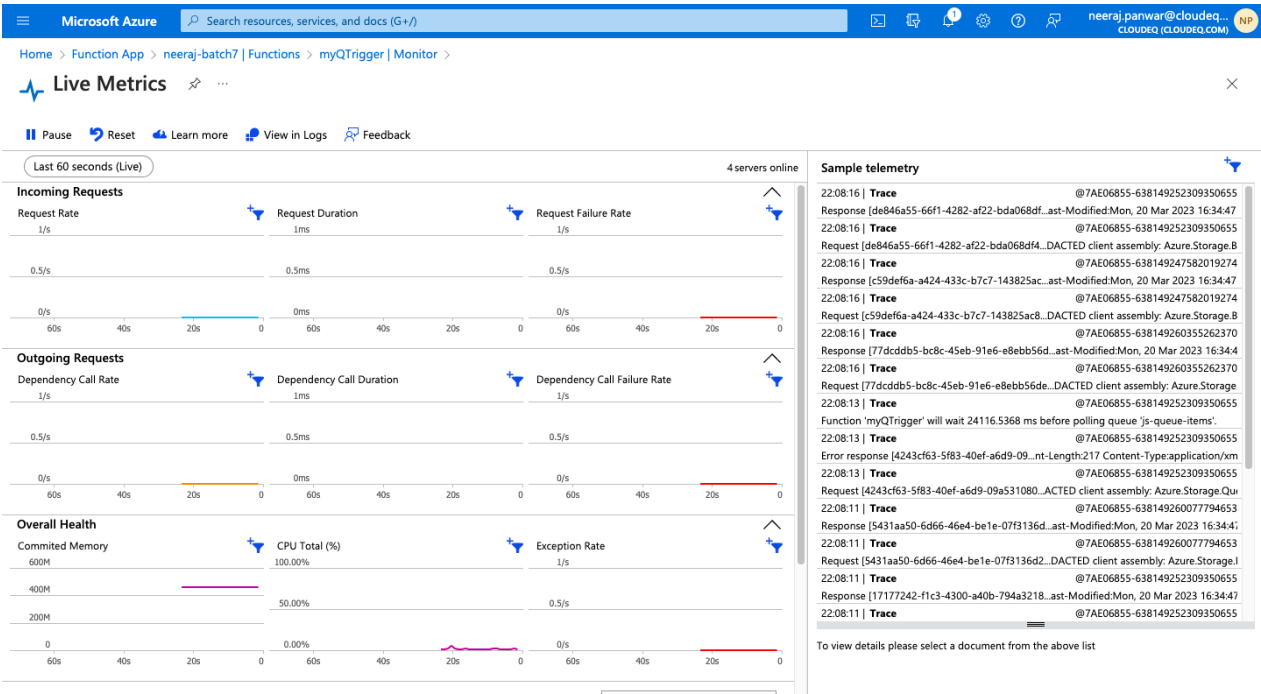 Microsoft Azure
Search resources, services, and docs (G+/)
1
neeraj.panwar@cloudeq...
CLOUDEQ (CLOUDEQ.COM)
NP
Home > Function App > neeraj-batch7 | Functions > myQTrigger | Monitor >
Live Metrics
...
Pause Reset Learn more View in Logs Feedback
Last 60 seconds (Live)
4 servers online
Incoming Requests
Request Rate
1/s
0.5/s
0/s
60s 40s 20s 0
Request Duration
1ms
0.5ms
0ms
60s 40s 20s 0
Request Failure Rate
1/s
0.5/s
0/s
60s 40s 20s 0
Outgoing Requests
Dependency Call Rate
1/s
0.5/s
0/s
60s 40s 20s 0
Dependency Call Duration
1ms
0.5ms
0ms
60s 40s 20s 0
Dependency Call Failure Rate
1/s
0.5/s
0/s
60s 40s 20s 0
Overall Health
Commited Memory
600M
400M
200M
0
60s 40s 20s 0
CPU Total (%)
100.00%
50.00%
0.00%
60s 40s 20s 0
Exception Rate
1/s
0.5/s
0/s
60s 40s 20s 0
Sample telemetry
22:08:16 | Trace @7AE06855-638149252309350655
Response [de846a55-66f1-4282-af22-bda068df...ast-Modified:Mon, 20 Mar 2023 16:34:47
22:08:16 | Trace @7AE06855-638149252309350655
Request [de846a55-66f1-4282-af22-bda068df4...DACTED client assembly: Azure.Storage.B
22:08:16 | Trace @7AE06855-638149247582019274
Response [c59def6a-a424-433c-b7c7-143825ac...ast-Modified:Mon, 20 Mar 2023 16:34:47
22:08:16 | Trace @7AE06855-638149247582019274
Request [c59def6a-a424-433c-b7c7-143825ac8...DACTED client assembly: Azure.Storage.B
22:08:16 | Trace @7AE06855-638149260355262370
Response [77dcddb5-bc8c-45eb-91e6-e8ebb56d...ast-Modified:Mon, 20 Mar 2023 16:34:4
22:08:16 | Trace @7AE06855-638149260355262370
Request [77dcddb5-bc8c-45eb-91e6-e8ebb56de...DACTED client assembly: Azure.Storage
22:08:13 | Trace @7AE06855-638149252309350655
Function 'myQTrigger' will wait 24116.5368 ms before polling queue 'js-queue-items'.
22:08:13 | Trace @7AE06855-638149252309350655
Error response [4243cf63-5f83-40ef-a6d9-09...nt-Length:217 Content-Type:application/xm
22:08:13 | Trace @7AE06855-638149252309350655
Request [4243cf63-5f83-40ef-a6d9-09a531080...ACTED client assembly: Azure.Storage.Qu
22:08:11 | Trace @7AE06855-638149260077794653
Response [5431aa50-6d66-46e4-be1e-07f3136d...ast-Modified:Mon, 20 Mar 2023 16:34:4
22:08:11 | Trace @7AE06855-638149260077794653
Request [5431aa50-6d66-46e4-be1e-07f3136d2...DACTED client assembly: Azure.Storage.
22:08:11 | Trace @7AE06855-638149252309350655
Response [17177242-f1c3-4300-a40b-794a3218...ast-Modified:Mon, 20 Mar 2023 16:34:47
22:08:11 | Trace @7AE06855-638149252309350655
To view details please select a document from the above list